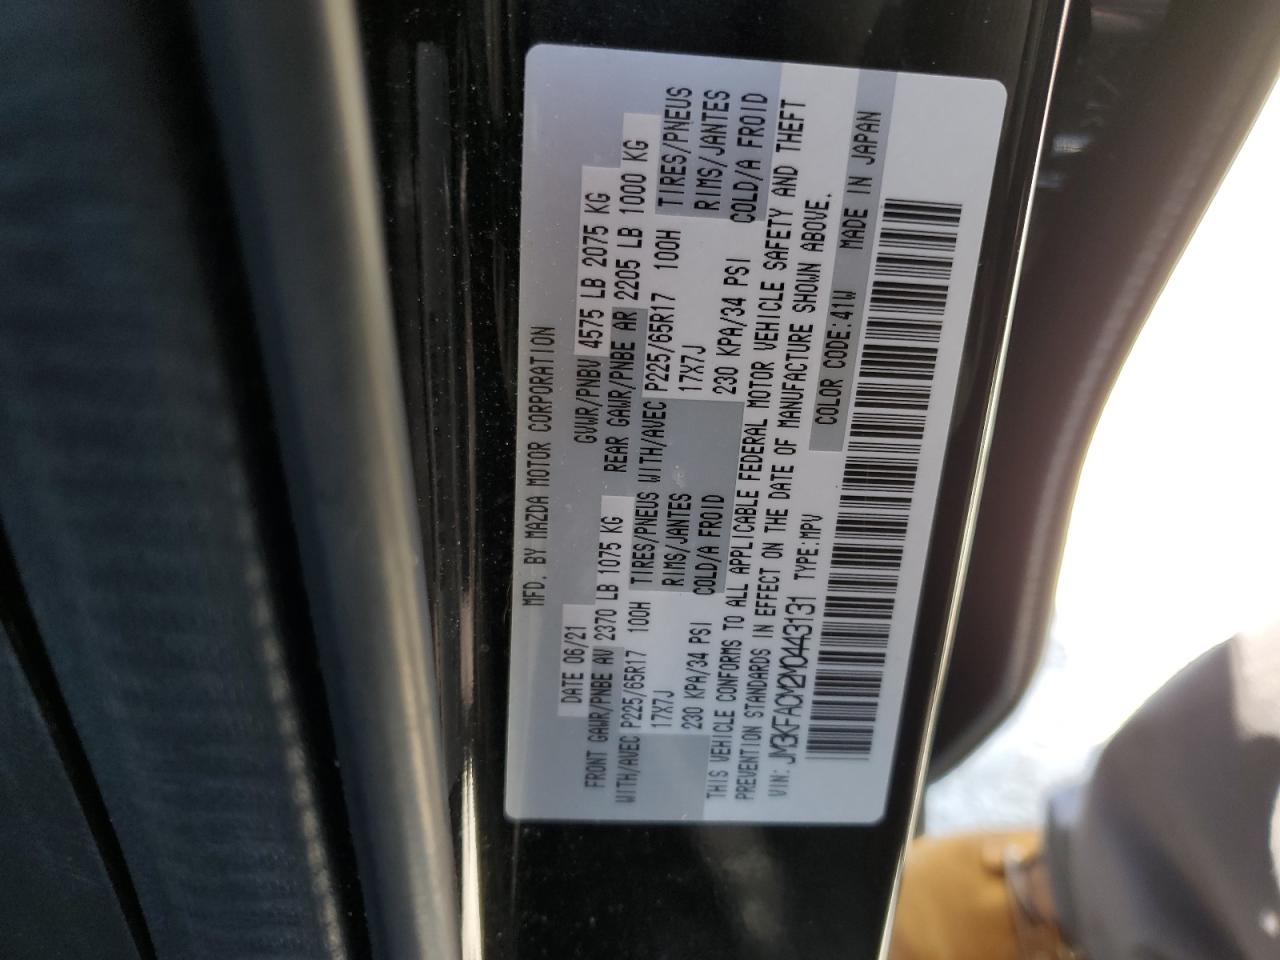 MFD. BY MAZDA MOTOR CORPORATION
DATE 06/21 GVWR/PNBV 4575 LB 2075 KG
FRONT GAWR/PNBE AV 2370 LB 1075 KG REAR GAWR/PNBE AR 2205 LB 1000 KG
WITH/AVEC P225/65R17 100H TIRES/PNEUS WITH/AVEC P225/65R17 100H TIRES/PNEUS
17X7J RIMS/JANTES 17X7J RIMS/JANTES
230 KPA/34 PSI COLD/A FROID 230 KPA/34 PSI COLD/A FROID
THIS VEHICLE CONFORMS TO ALL APPLICABLE FEDERAL MOTOR VEHICLE SAFETY AND THEFT
PREVENTION STANDARDS IN EFFECT ON THE DATE OF MANUFACTURE SHOWN ABOVE.
VIN: JM3KFACM2M0443131 TYPE:MPV COLOR CODE:41W MADE IN JAPAN